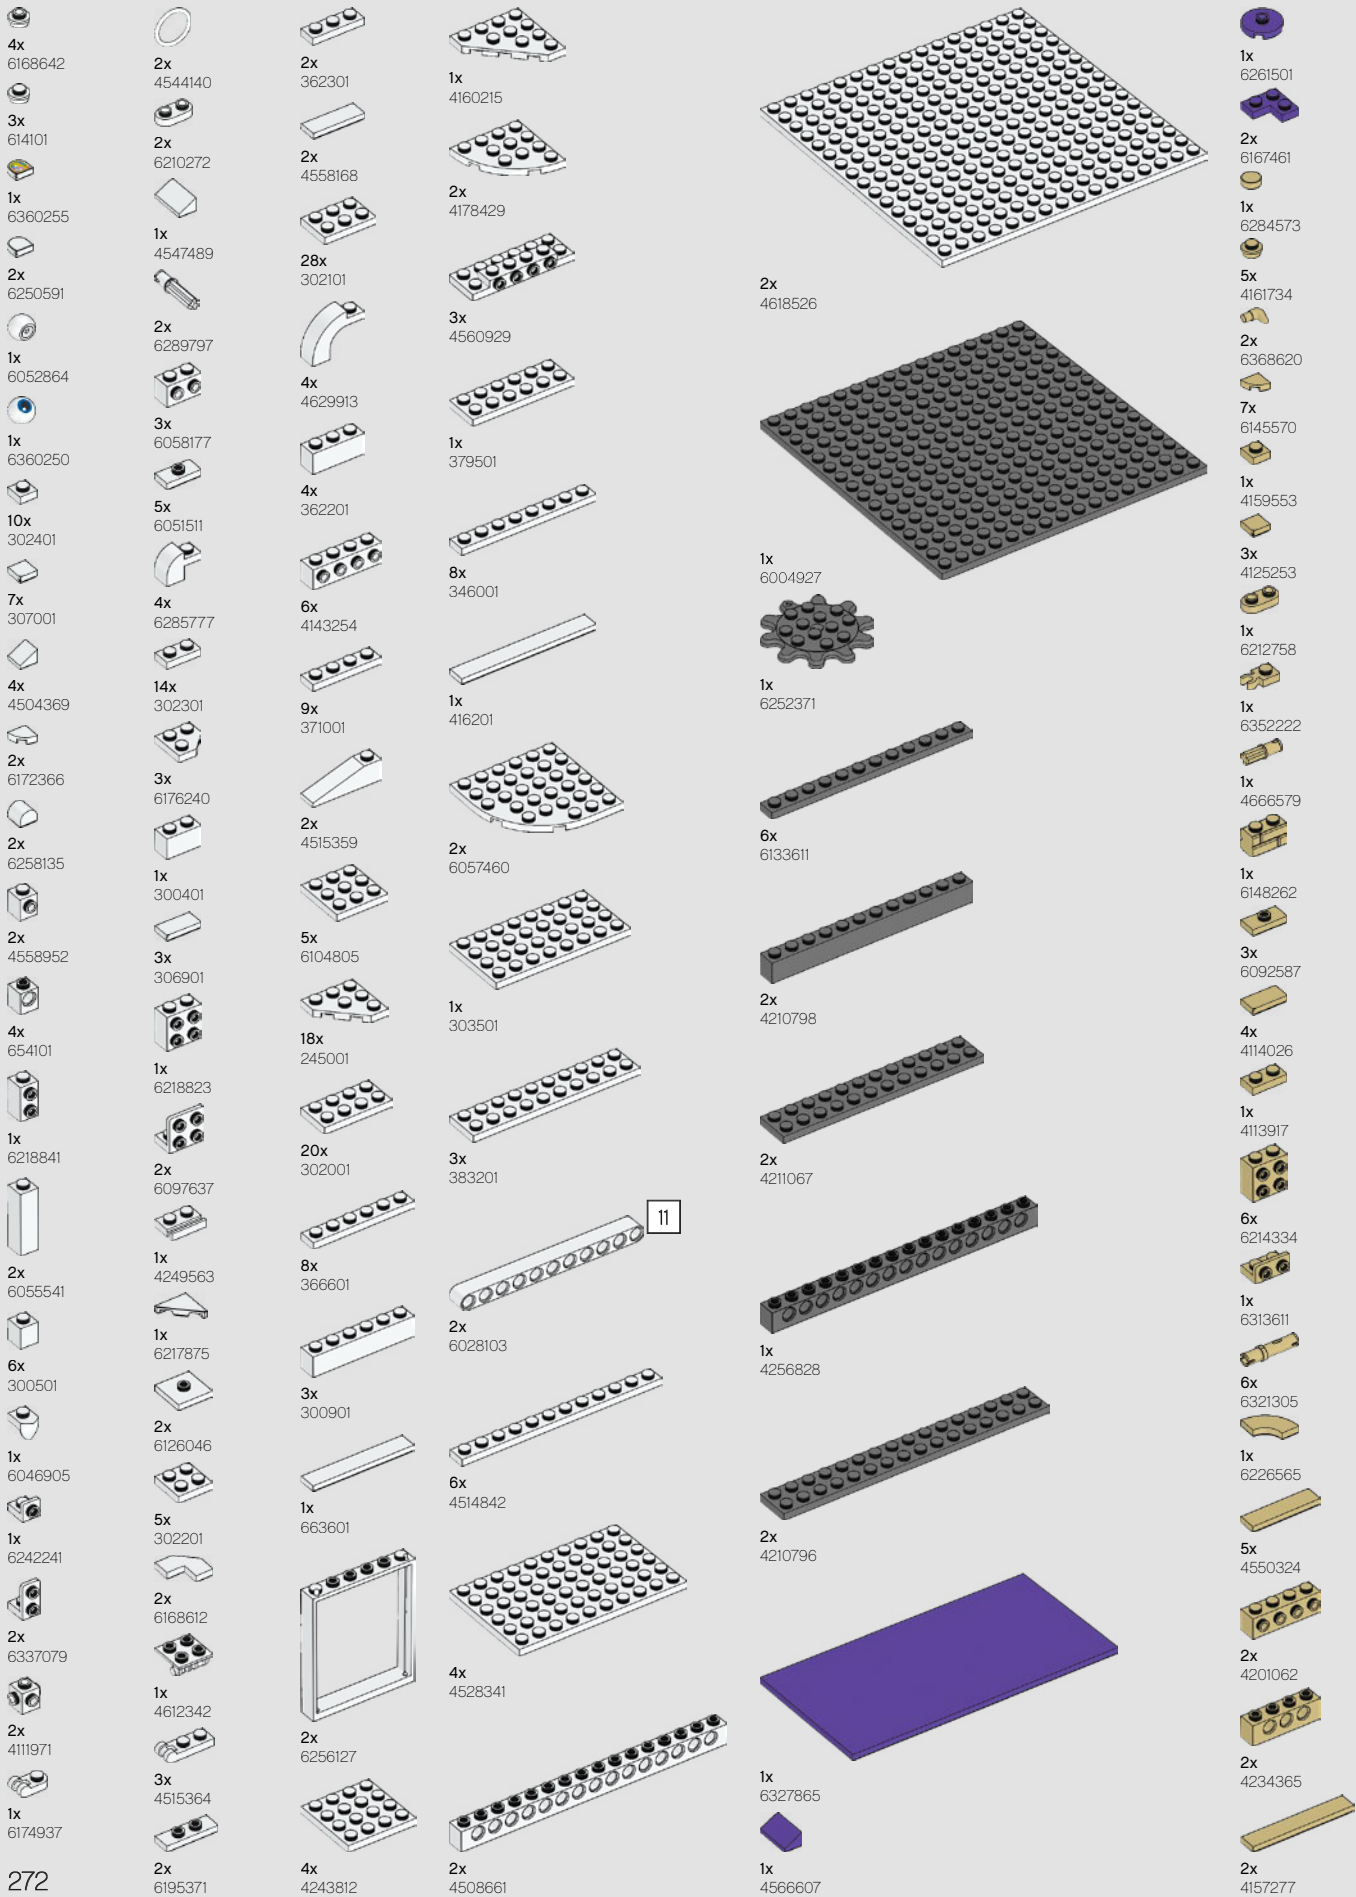 4x
6168642
3x
614101
1x
6360255
2x
6250591
1x
6052864
1x
6360250
10x
302401
7x
307001
4x
4504369
2x
6172366
2x
6258135
2x
4558952
4x
654101
1x
6218841
2x
6055541
6x
300501
1x
6046905
1x
6242241
2x
6337079
2x
4111971
1x
6174937
272
2x
4544140
2x
6210272
1x
4547489
2x
6289797
3x
6058177
5x
6051511
4x
6285777
14x
302301
3x
6176240
1x
300401
3x
306901
1x
6218823
2x
6097637
1x
4249563
1x
6217875
2x
6126046
5x
302201
2x
6168612
1x
4612342
3x
4515364
2x
6195371
2x
362301
2x
4558168
28x
302101
4x
4629913
4x
362201
6x
4143254
9x
371001
2x
4515359
5x
6104805
18x
245001
20x
302001
8x
366601
3x
300901
1x
663601
2x
6256127
4x
4243812
1x
4160215
2x
4178429
3x
4560929
1x
379501
8x
346001
1x
416201
2x
6057460
1x
303501
3x
383201
11
2x
6028103
6x
4514842
4x
4528341
2x
4508661
2x
4618526
1x
6004927
1x
6252371
6x
6133611
2x
4210798
2x
4211067
1x
4256828
2x
4210796
1x
6327865
1x
4566607
1x
6261501
2x
6167461
1x
6284573
5x
4161734
2x
6368620
7x
6145570
1x
4159553
3x
4125253
1x
6212758
1x
6352222
1x
4666579
1x
6148262
3x
6092587
4x
4114026
1x
4113917
6x
6214334
1x
6313611
6x
6321305
1x
6226565
5x
4550324
2x
4201062
2x
4234365
2x
4157277